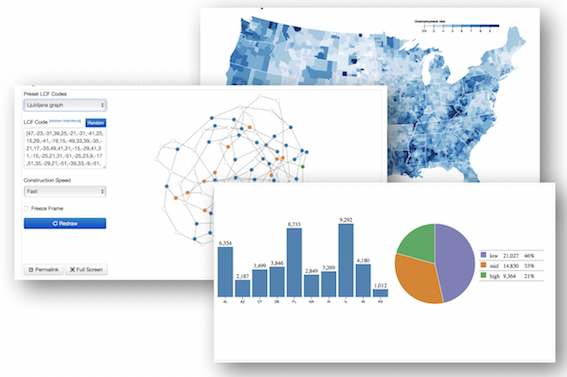 Unemployment rate
Preset LCF Codes
Ljubljana graph
LCF Code
Random
[47,-23,-31,39,25,-21,-31,-41,25,
15,29,-41,-19,15,-49,33,39,-35,-
21,17,-33,49,41,31,-15,-29,41,31,
-15,-25,21,31,-51,-25,23,9,-17
,51,35,-29,21,-51,-39,33,-9,-51,
Construction Speed
Fast
Freeze Frame
Redraw
Permalink
Full Screen
6,354
2,187
3,499
3,846
8,733
2,849
3,269
9,292
4,180
1,012
AL
AZ
CT
DE
FL
GA
IA
IL
KS
low 21,027 46%
mid 14,830 33%
high 9,364 21%